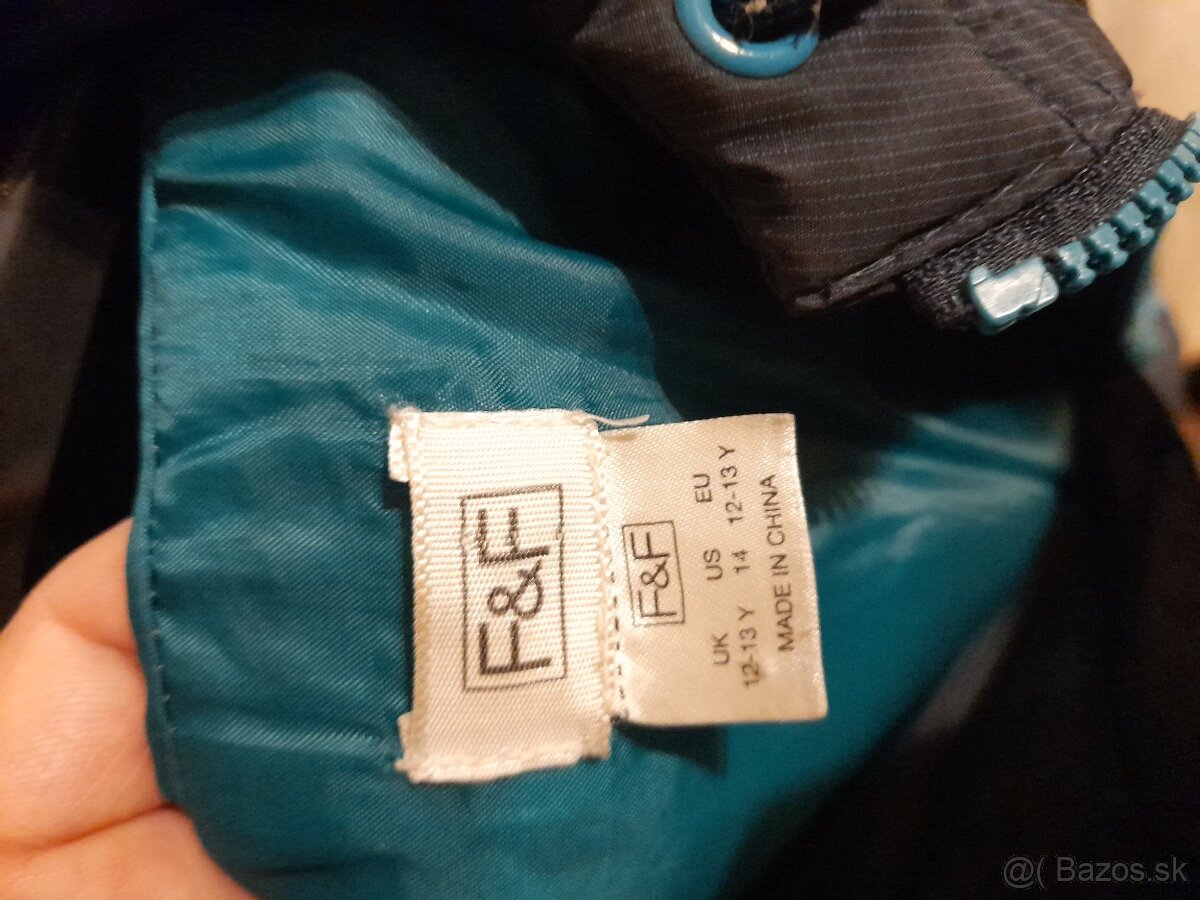 F&F
F&F
UK US EU
12-13 Y 14 12-13 Y
MADE IN CHINA
@( Bazos.sk